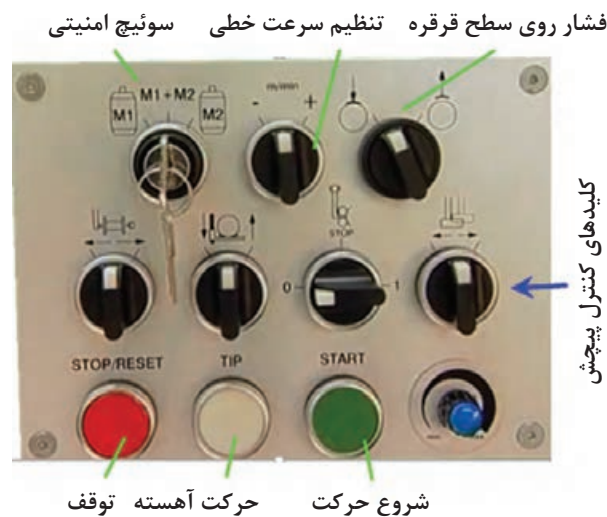 فشار روی سطح قرقره
تنظیم سرعت خطی
سوئیچ امنیتی
M1
M1+M2
M2
m/min
-
+
کلیدهای کنترل پیچش
STOP
0
1
STOP/RESET
TIP
START
توقف
حرکت آهسته
شروع حرکت